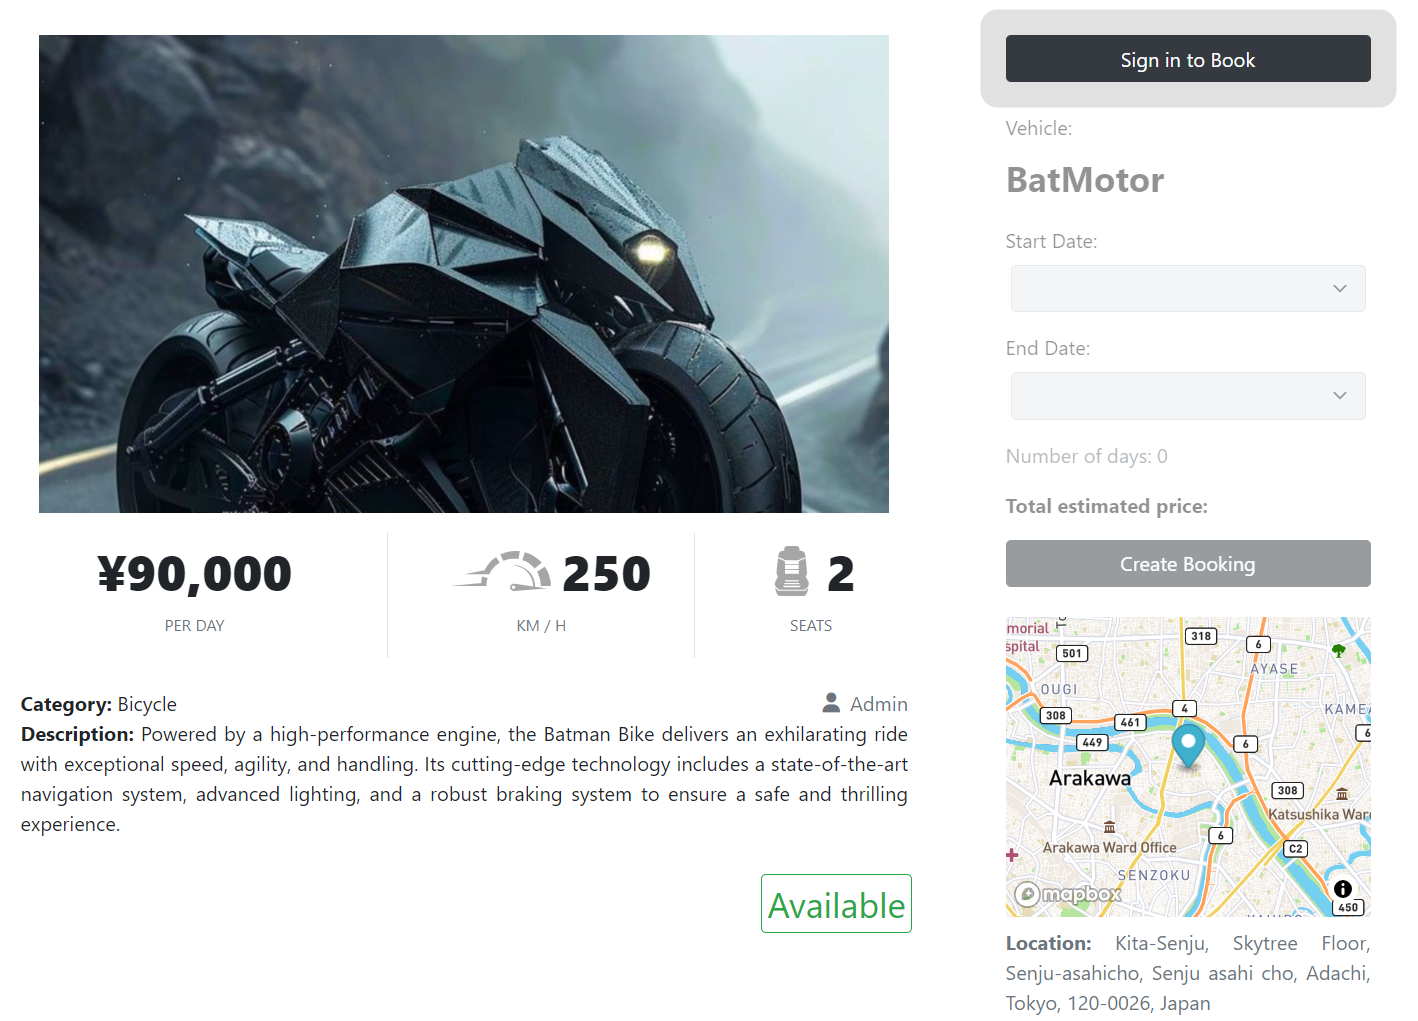 Sign in to Book
Vehicle:
BatMotor
Start Date:
End Date:
Number of days: 0
Total estimated price:
Create Booking
¥90,000
PER DAY
250
KM / H
2
SEATS
Category: Bicycle
Admin
Description: Powered by a high-performance engine, the Batman Bike delivers an exhilarating ride
with exceptional speed, agility, and handling. Its cutting-edge technology includes a state-of-the-art
navigation system, advanced lighting, and a robust braking system to ensure a safe and thrilling
experience.
Available
morial
spital
318
6
501
AYASE
OUGI
KAMEA
308
461
4
449
6
6
Arakawa
308
Katsushika Ward
6
Arakawa Ward Office
C2
SENZOKU
mapbox
450
Location: Kita-Senju, Skytree Floor,
Senju-asahicho, Senju asahi cho, Adachi,
Tokyo, 120-0026, Japan